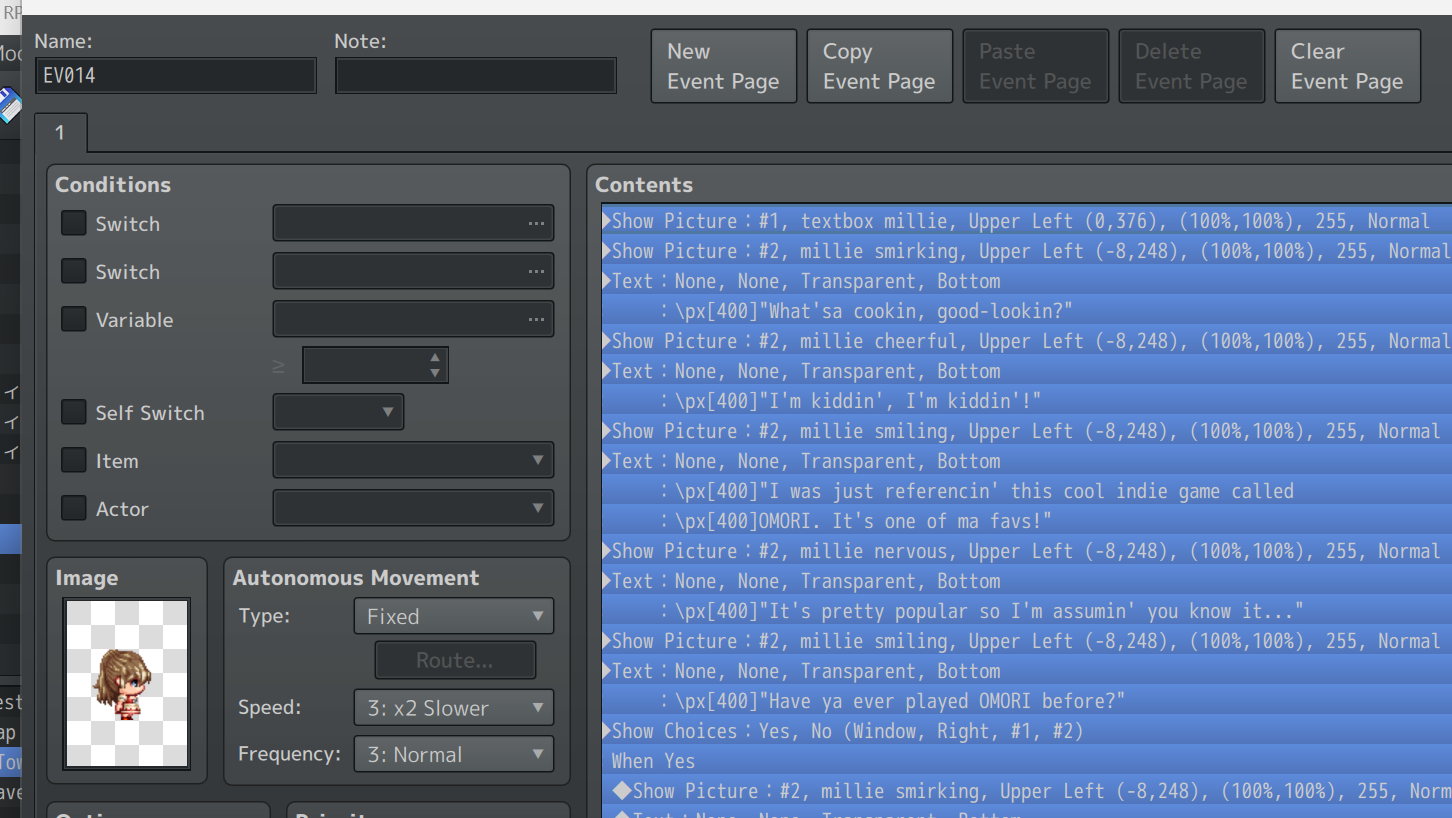 RP
Name:
Note:
EV014
New
Event Page
Copy
Event Page
Paste
Event Page
Delete
Event Page
Clear
Event Page
1
Conditions
Switch
...
Switch
...
Variable
...
≥
Self Switch
Item
Actor
Image
Autonomous Movement
Type:
Fixed
Route...
Speed:
3: x2 Slower
Frequency:
3: Normal
Contents
▶Show Picture：#1, textbox millie, Upper Left (0,376), (100%,100%), 255, Normal
▶Show Picture：#2, millie smirking, Upper Left (-8,248), (100%,100%), 255, Normal
▶Text：None, None, Transparent, Bottom
：\px[400]"What'sa cookin, good-lookin?"
▶Show Picture：#2, millie cheerful, Upper Left (-8,248), (100%,100%), 255, Normal
▶Text：None, None, Transparent, Bottom
：\px[400]"I'm kiddin', I'm kiddin'!"
▶Show Picture：#2, millie smiling, Upper Left (-8,248), (100%,100%), 255, Normal
▶Text：None, None, Transparent, Bottom
：\px[400]"I was just referencin' this cool indie game called
：\px[400]OMORI. It's one of ma favs!"
▶Show Picture：#2, millie nervous, Upper Left (-8,248), (100%,100%), 255, Normal
▶Text：None, None, Transparent, Bottom
：\px[400]"It's pretty popular so I'm assumin' you know it..."
▶Show Picture：#2, millie smiling, Upper Left (-8,248), (100%,100%), 255, Normal
▶Text：None, None, Transparent, Bottom
：\px[400]"Have ya ever played OMORI before?"
▶Show Choices：Yes, No (Window, Right, #1, #2)
When Yes
◆Show Picture：#2, millie smirking, Upper Left (-8,248), (100%,100%), 255, Norm